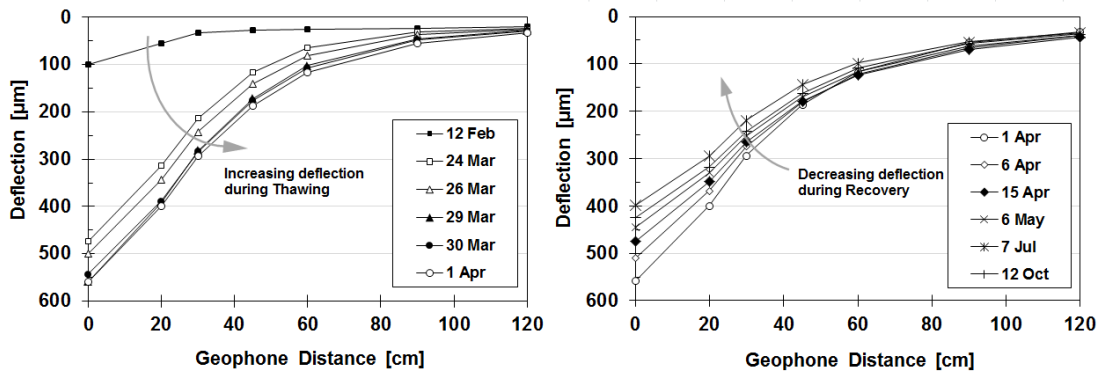 0
100
200
300
400
500
600
Deflection [µm]
0 20 40 60 80 100 120
Geophone Distance [cm]
Increasing deflection
during Thawing
12 Feb
24 Mar
26 Mar
29 Mar
30 Mar
1 Apr
0
100
200
300
400
500
600
Deflection [µm]
0 20 40 60 80 100 120
Geophone Distance [cm]
Decreasing deflection
during Recovery
1 Apr
6 Apr
15 Apr
6 May
7 Jul
12 Oct